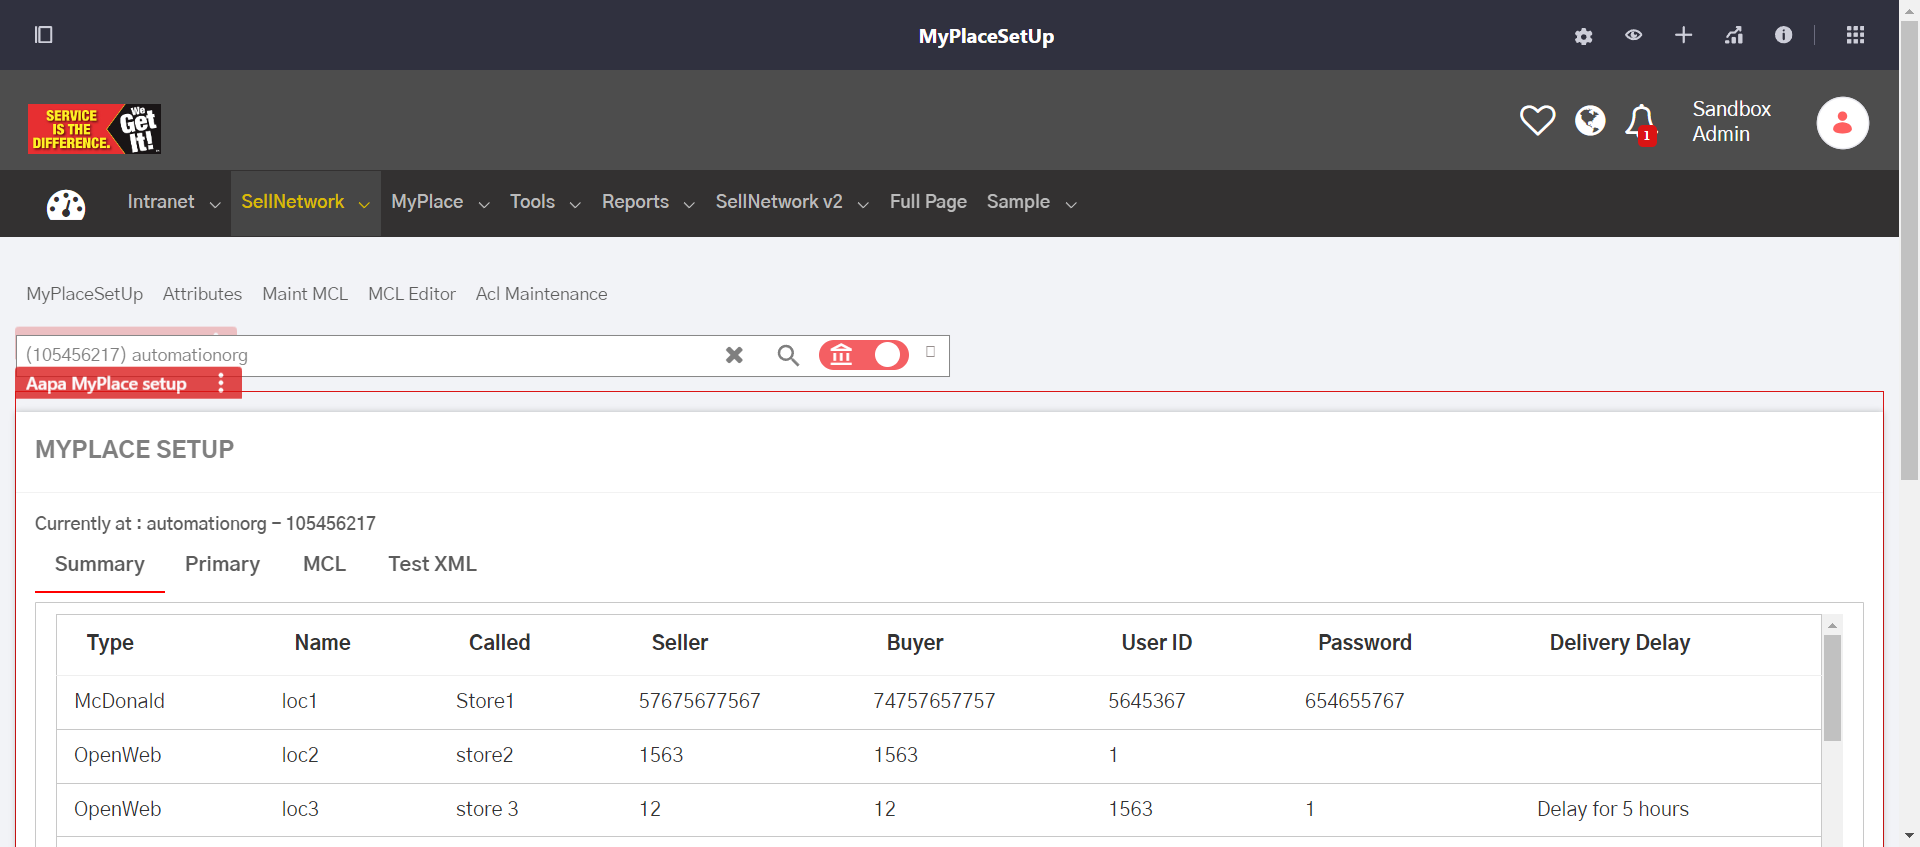 MyPlaceSetUp
SERVICE IS THE DIFFERENCE.
We Get It!
1
Sandbox Admin
Intranet SellNetwork MyPlace Tools Reports SellNetwork v2 Full Page Sample
MyPlaceSetUp Attributes Maint MCL MCL Editor Acl Maintenance
(105456217) automationorg
Aapa MyPlace setup
MYPLACE SETUP
Currently at : automationorg - 105456217
Summary Primary MCL Test XML
Type Name Called Seller Buyer User ID Password Delivery Delay
McDonald loc1 Store1 57675677567 74757657757 5645367 654655767
OpenWeb loc2 store2 1563 1563 1
OpenWeb loc3 store 3 12 12 1563 1 Delay for 5 hours